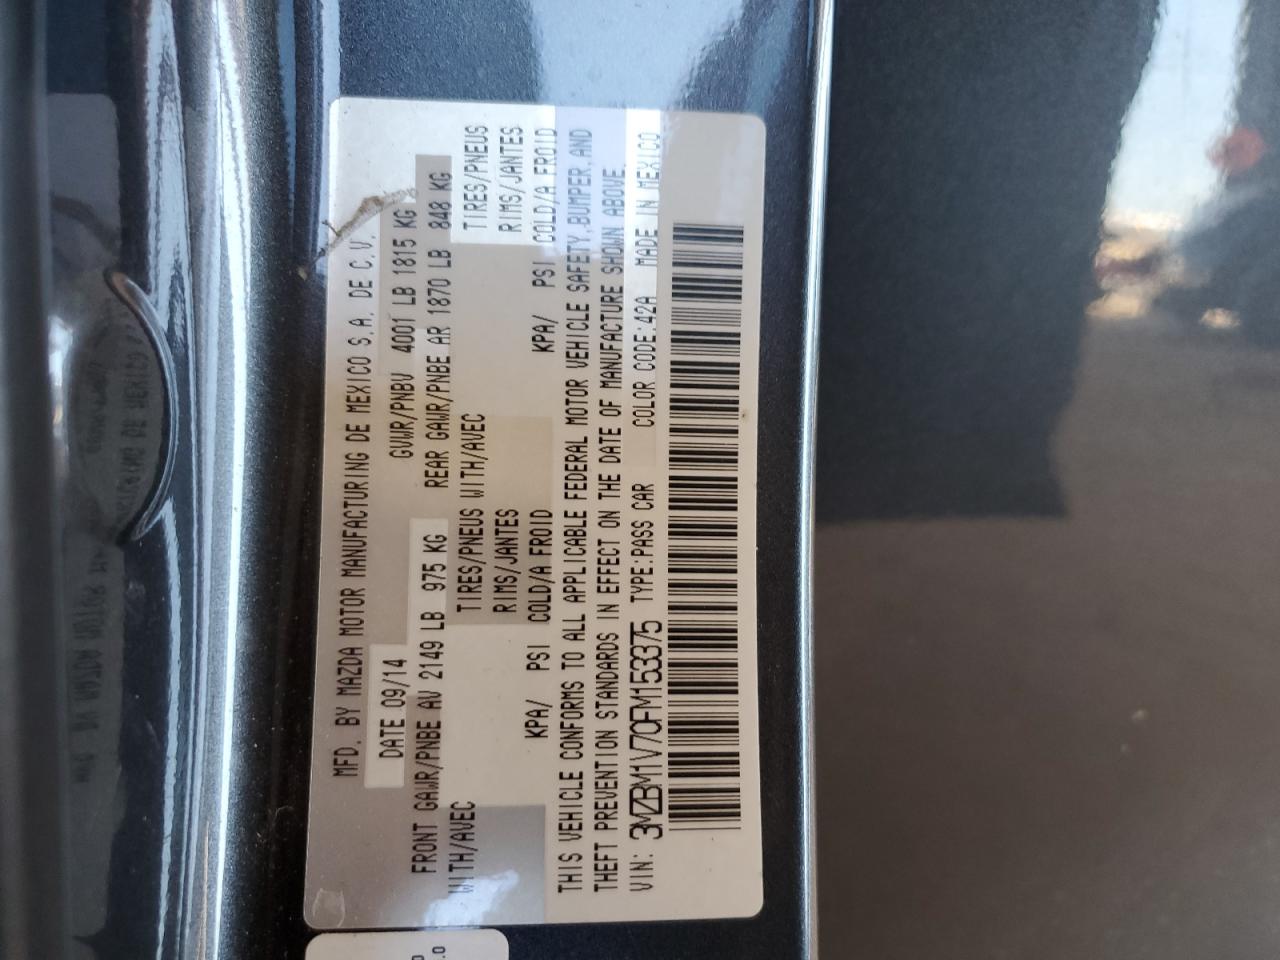 MFD. BY MAZDA MOTOR MANUFACTURING DE MEXICO S.A. DE C.V.
DATE 09/14 GVWR/PNBV 4001 LB 1815 KG
FRONT GAWR/PNBE AV 2149 LB 975 KG REAR GAWR/PNBE AR 1870 LB 848 KG
WITH/AVEC TIRES/PNEUS WITH/AVEC TIRES/PNEUS
RIMS/JANTES RIMS/JANTES
KPA/ PSI COLD/A FROID KPA/ PSI COLD/A FROID
THIS VEHICLE CONFORMS TO ALL APPLICABLE FEDERAL MOTOR VEHICLE SAFETY, BUMPER, AND
THEFT PREVENTION STANDARDS IN EFFECT ON THE DATE OF MANUFACTURE SHOWN ABOVE.
VIN: 3MZBM1V70FM153375 TYPE:PASS CAR COLOR CODE:42A MADE IN MEXICO